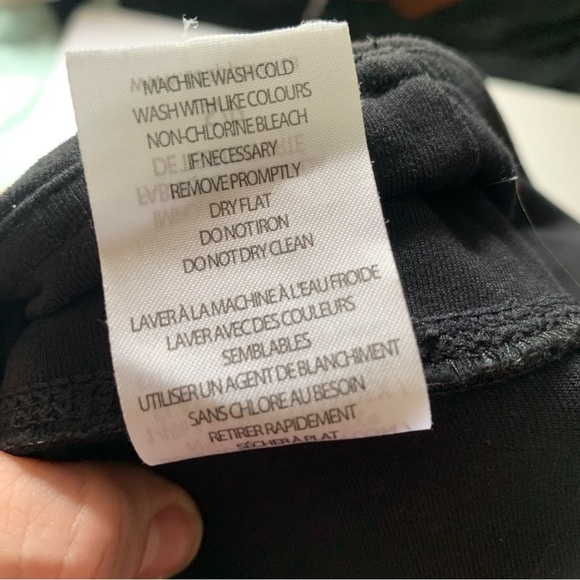 MACHINE WASH COLD
WASH WITH LIKE COLOURS
NON-CHLORINE BLEACH
IF NECESSARY
REMOVE PROMPTLY
DRY FLAT
DO NOT IRON
DO NOT DRY CLEAN
LAVER À LA MACHINE À L'EAU FROIDE
LAVER AVEC DES COULEURS
SEMBLABLES
UTILISER UN AGENT DE BLANCHIMENT
SANS CHLORE AU BESOIN
RETIRER RAPIDEMENT
SÉCHER À PLAT